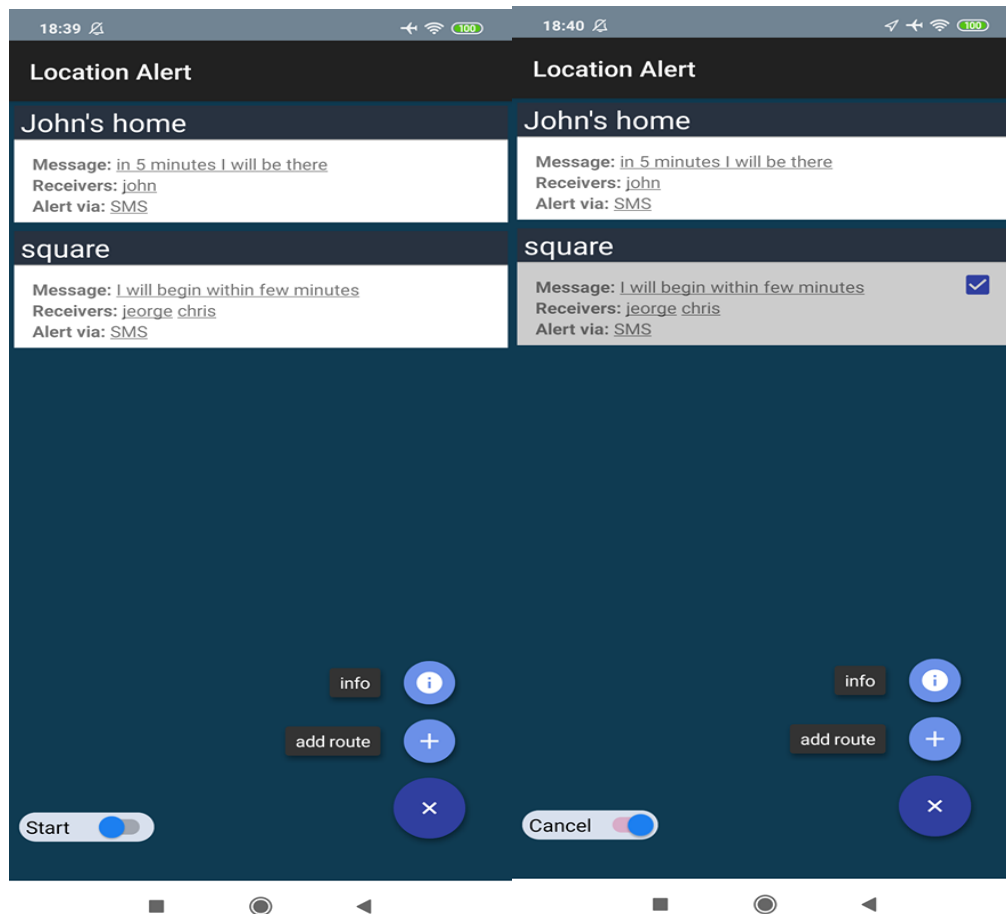 18:39
100
Location Alert
John's home
Message: in 5 minutes I will be there
Receivers: john
Alert via: SMS
square
Message: I will begin within few minutes
Receivers: jeorge chris
Alert via: SMS
info
add route
Start
18:40
100
Location Alert
John's home
Message: in 5 minutes I will be there
Receivers: john
Alert via: SMS
square
Message: I will begin within few minutes
Receivers: jeorge chris
Alert via: SMS
info
add route
Cancel